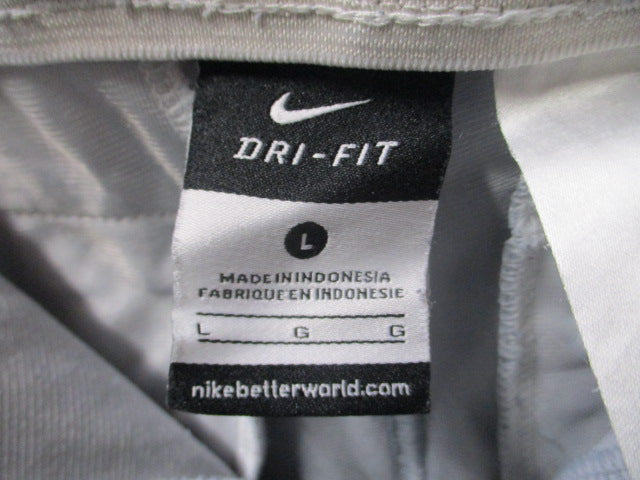 DRI-FIT
L
MADE IN INDONESIA
FABRIQUE EN INDONESIE
L G G
nikebetterworld.com